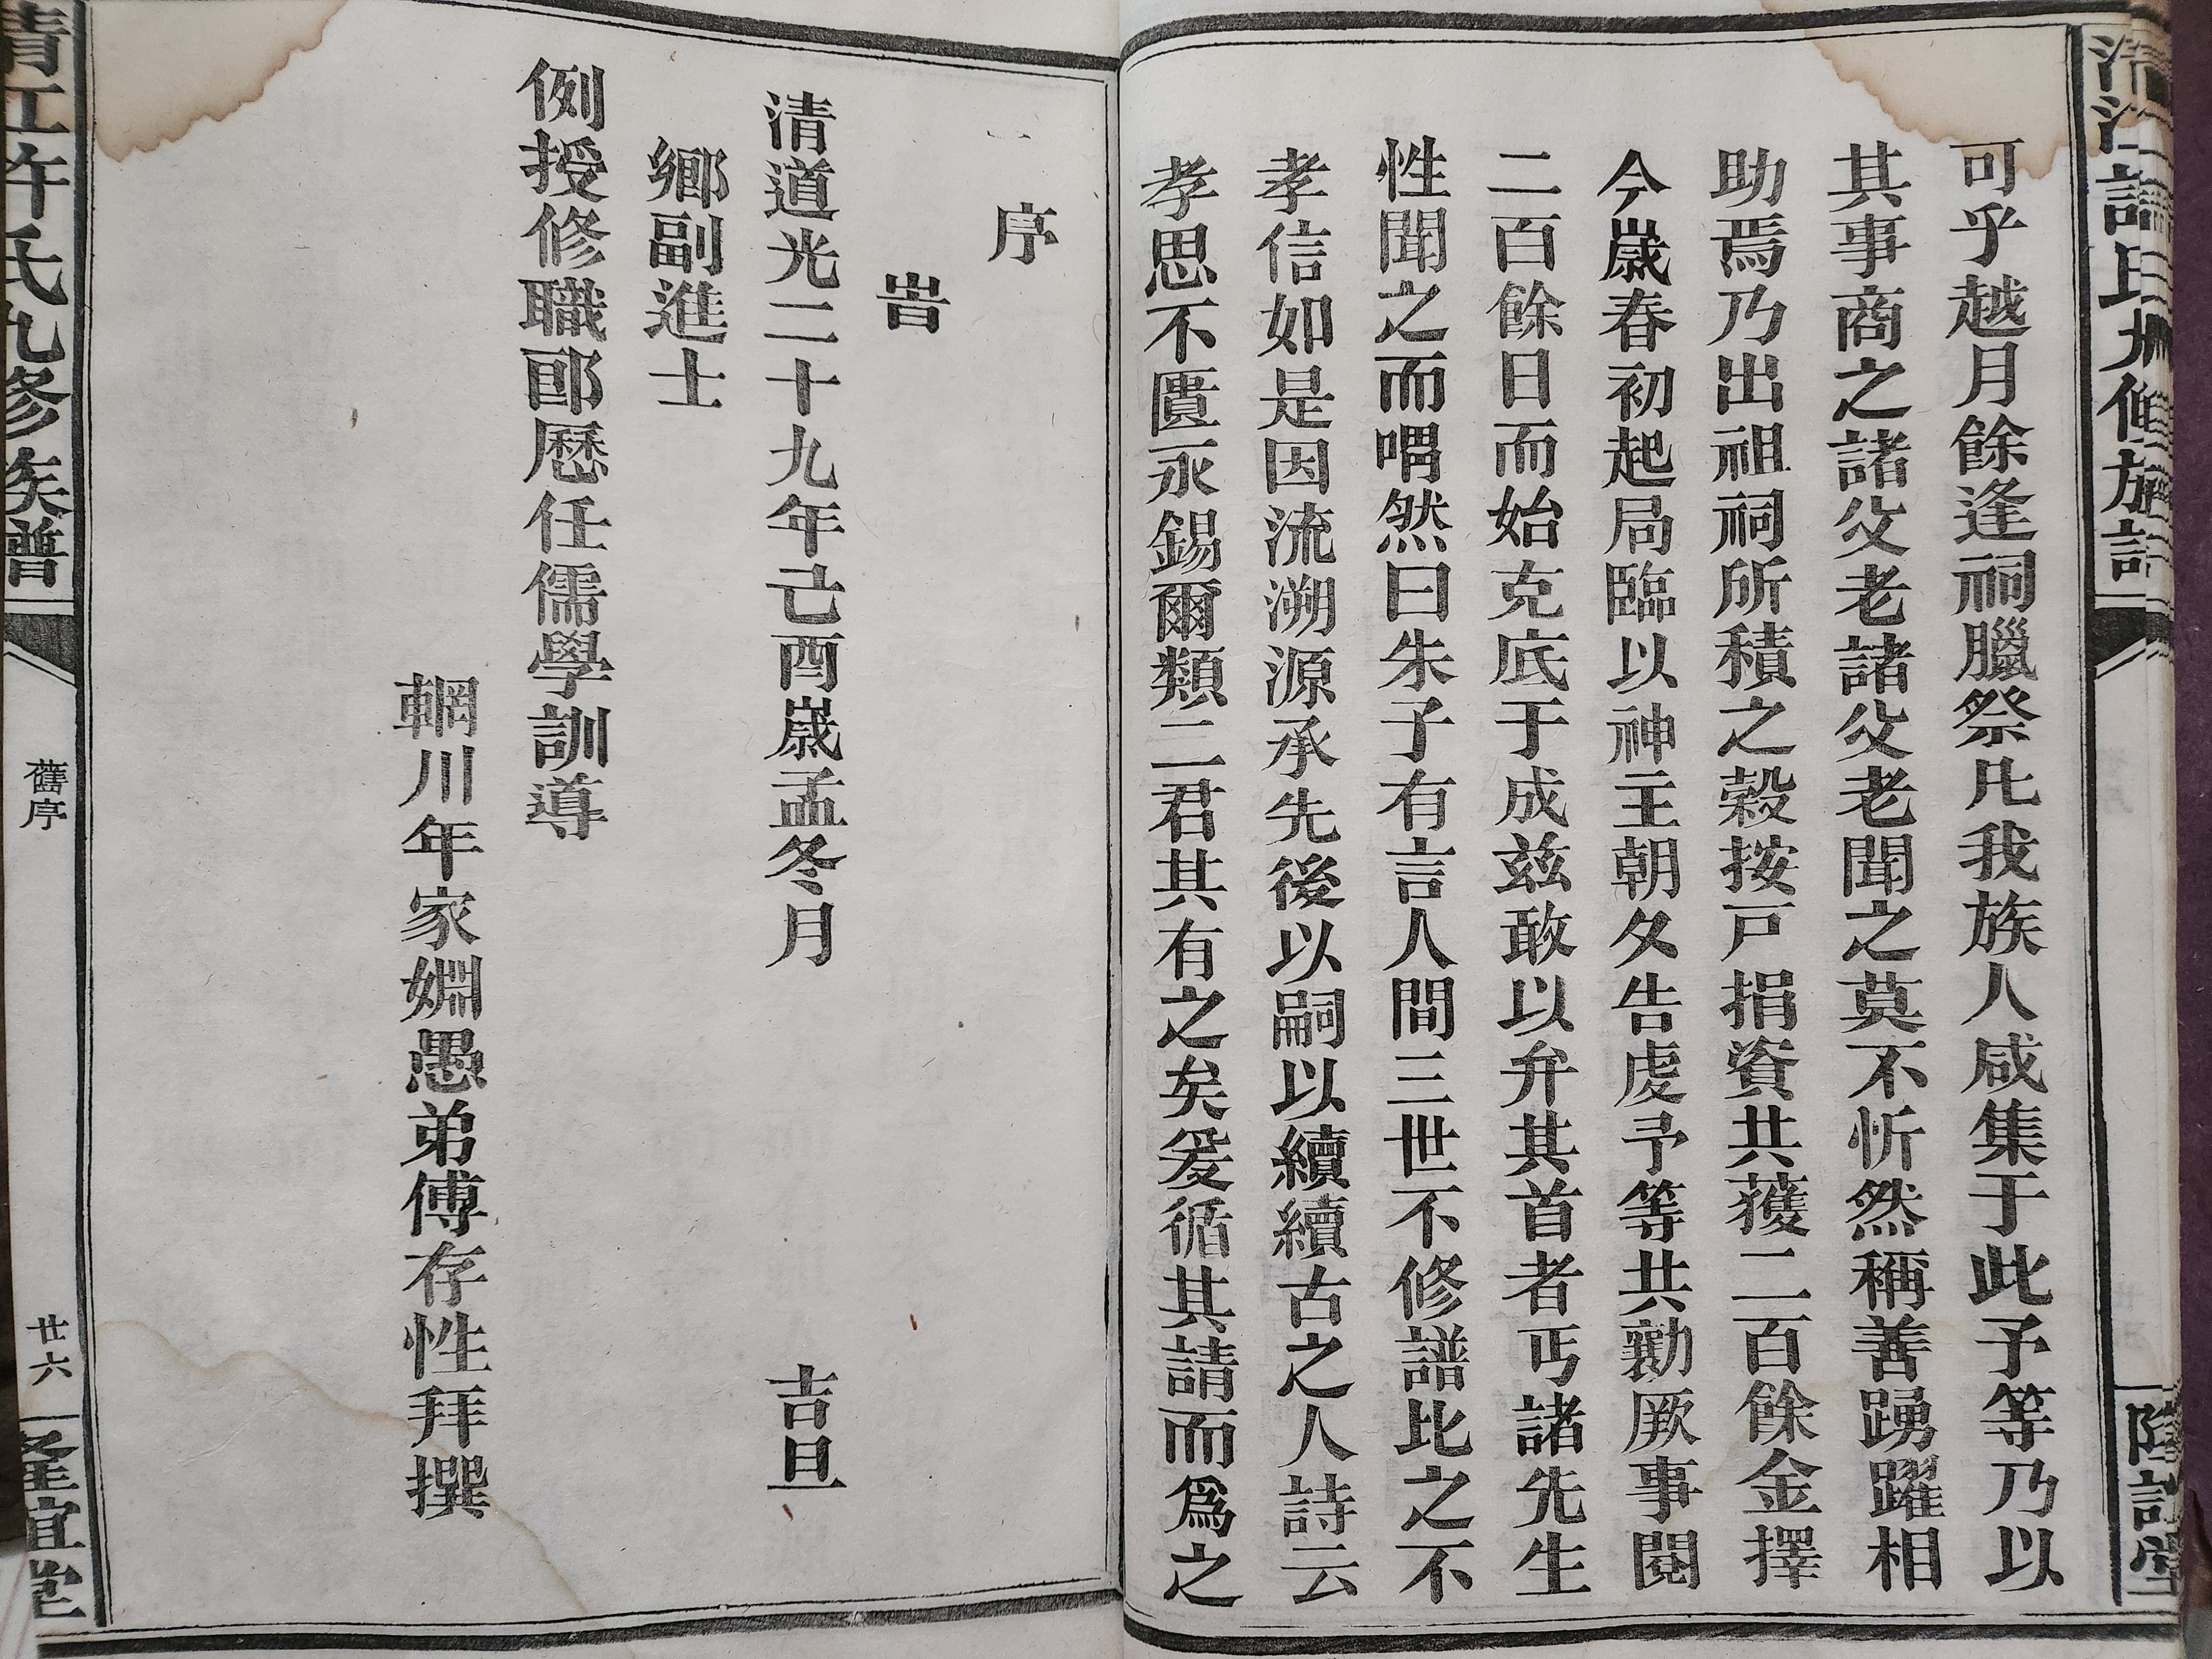 可乎越月餘逢祠臘祭凡我族人咸集于此予等乃以
其事商之諸父老諸父老聞之莫不忻然稱善踴躍相
助焉乃出祖祠所積之榖按戸捐資共獲二百餘金擇
今歲春初起局臨以神主朝夕告虔予等共勷厥事閱
二百餘日而始克底于成茲敢以弁其首者丐諸先生
性聞之而喟然曰朱子有言人間三世不修譜比之不
孝信如是因流溯源承先後以嗣以續續古之人詩云
孝思不匱永錫爾類二君其有之矣爰循其請而爲之
序
旹
清道光二十九年己酉歲孟冬月 吉旦
鄉副進士
例授修職郎歷任儒學訓導
輞川年家姻愚弟傅存性拜撰
清江午氏九修族譜
舊序
廿六
隆宜堂